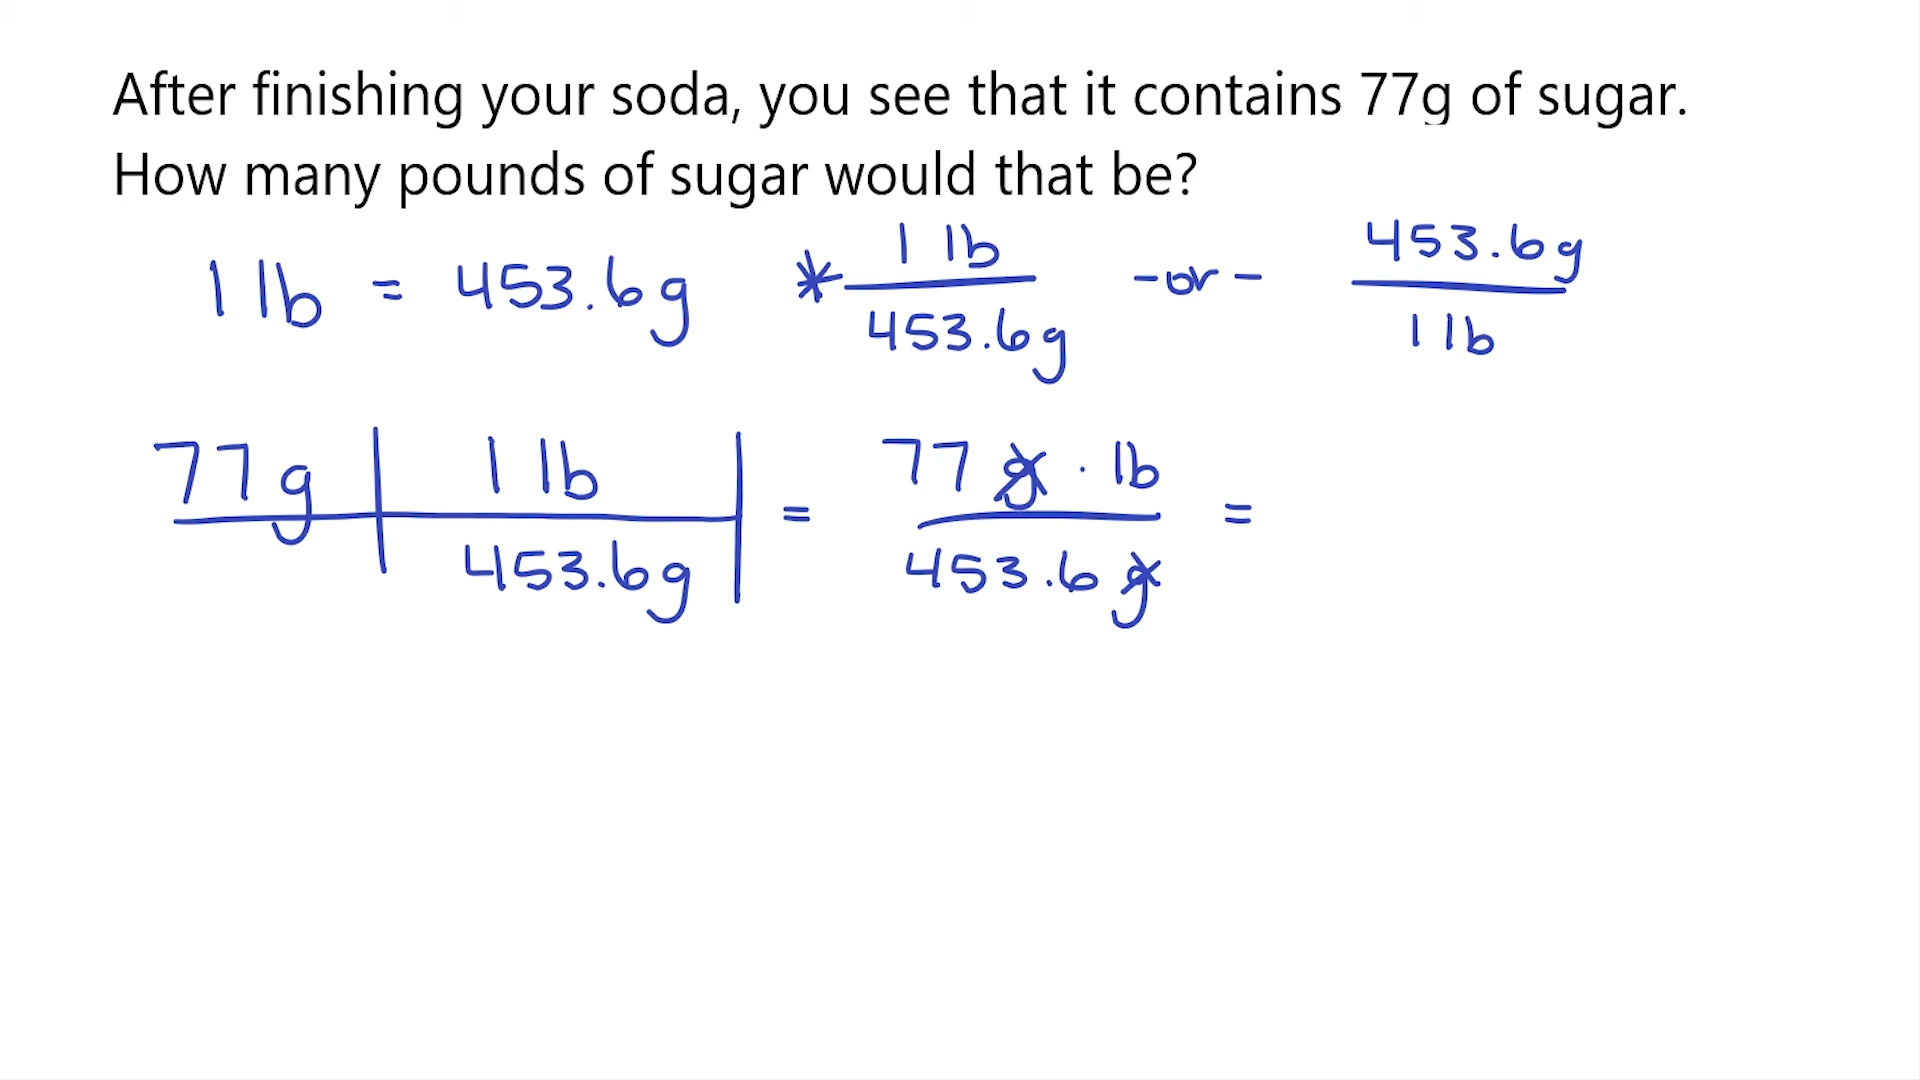 After finishing your soda, you see that it contains 77g of sugar.
How many pounds of sugar would that be?
1 lb = 453.6g * 1 lb / 453.6g - or - 453.6g / 1 lb
77g | 1 lb / 453.6g | = 77 g · lb / 453.6 g =